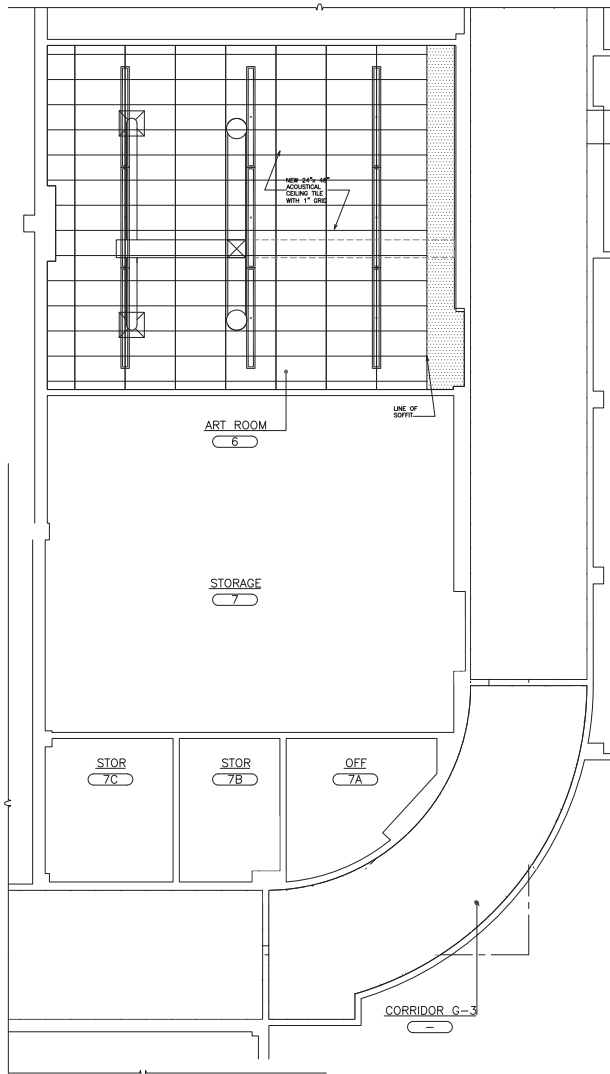 NEW 24"x 48"
ACOUSTICAL
CEILING TILE
WITH 1" GRID
LINE OF
SOFFIT
ART ROOM
6
STORAGE
7
STOR
7C
STOR
7B
OFF
7A
CORRIDOR G-3
–